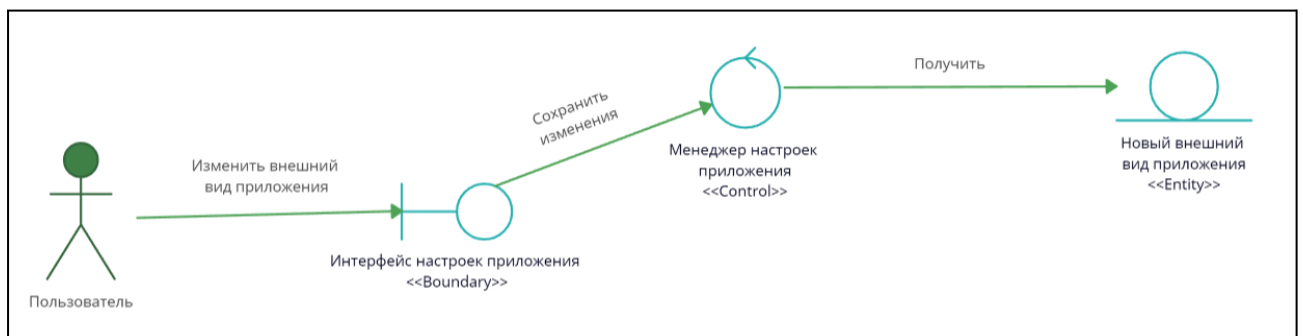 Пользователь
Изменить внешний
вид приложения
Интерфейс настроек приложения
<<Boundary>>
Сохранить
изменения
Менеджер настроек
приложения
<<Control>>
Получить
Новый внешний
вид приложения
<<Entity>>